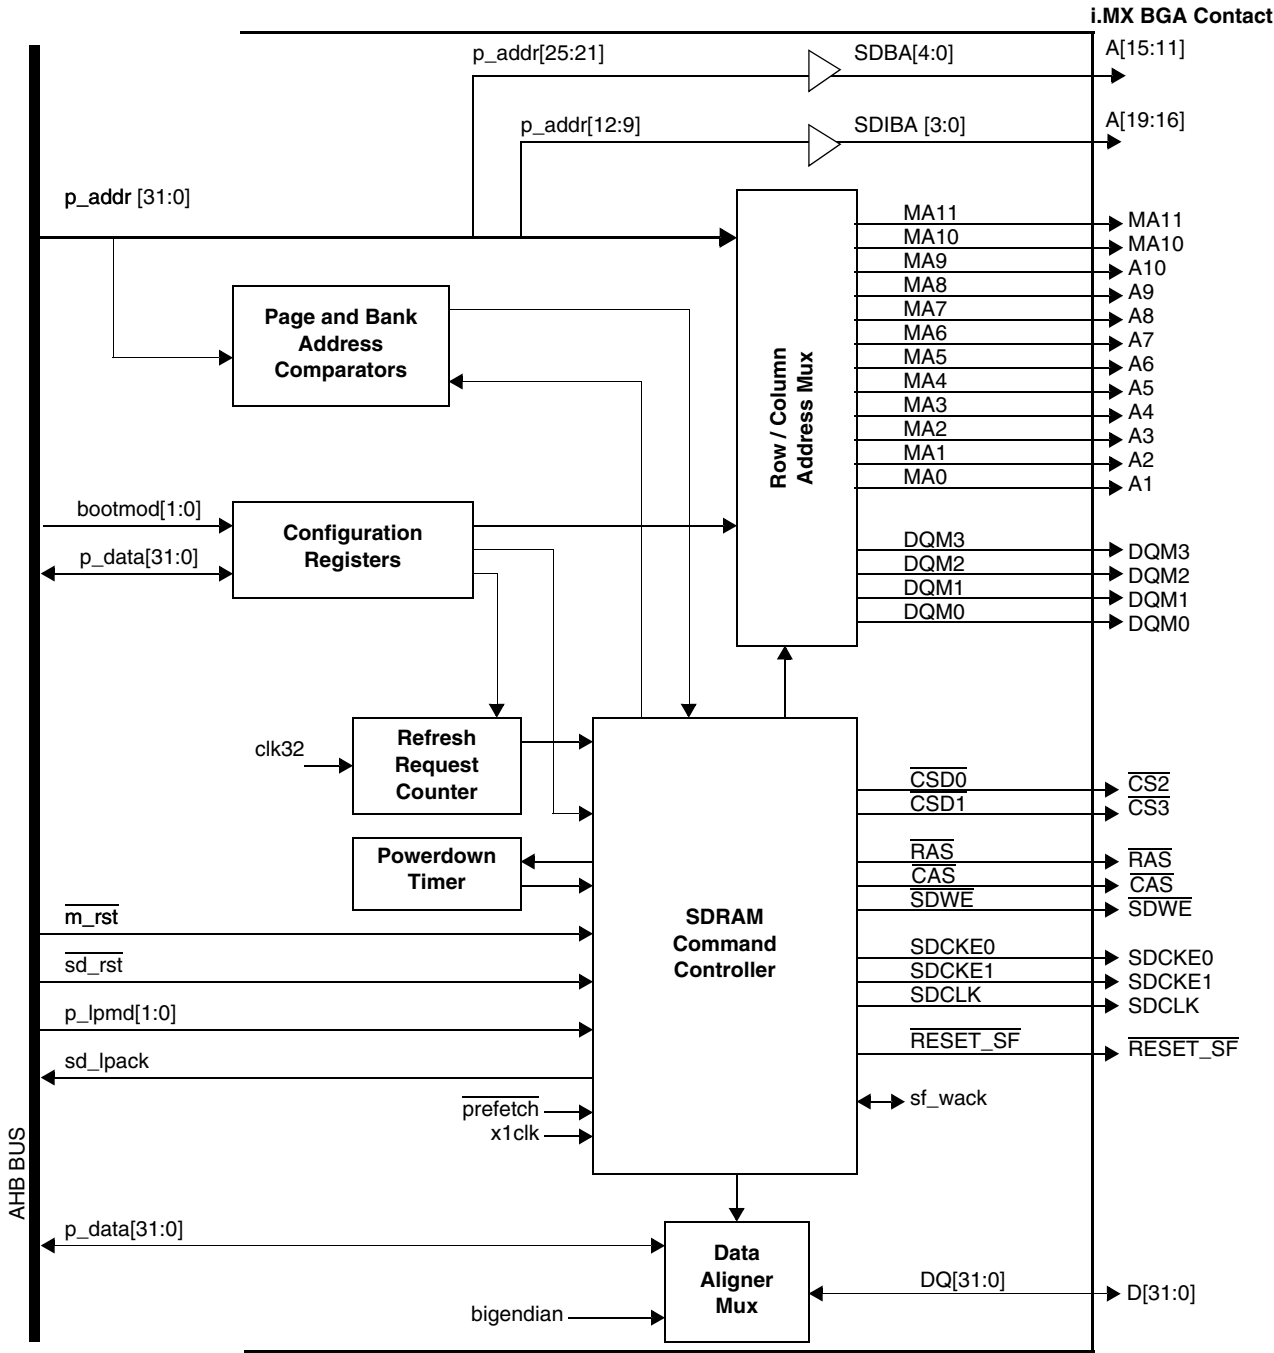 i.MX BGA Contact
p_addr[25:21]
SDBA[4:0]
A[15:11]
p_addr[12:9]
SDIBA [3:0]
A[19:16]
p_addr [31:0]
MA11
MA11
MA10
MA10
MA9
A10
MA8
A9
MA7
A8
MA6
A7
MA5
A6
MA4
A5
MA3
A4
MA2
A3
MA1
A2
MA0
A1
Page and Bank
Address
Comparators
Row / Column
Address Mux
bootmod[1:0]
p_data[31:0]
Configuration
Registers
DQM3
DQM3
DQM2
DQM2
DQM1
DQM1
DQM0
DQM0
clk32
Refresh
Request
Counter
Powerdown
Timer
CSD0
CS2
CSD1
CS3
RAS
RAS
CAS
CAS
SDWE
SDWE
SDRAM
Command
Controller
m_rst
sd_rst
p_lpmd[1:0]
sd_lpack
SDCKE0
SDCKE0
SDCKE1
SDCKE1
SDCLK
SDCLK
RESET_SF
RESET_SF
prefetch
x1clk
sf_wack
AHB BUS
p_data[31:0]
Data
Aligner
Mux
bigendian
DQ[31:0]
D[31:0]